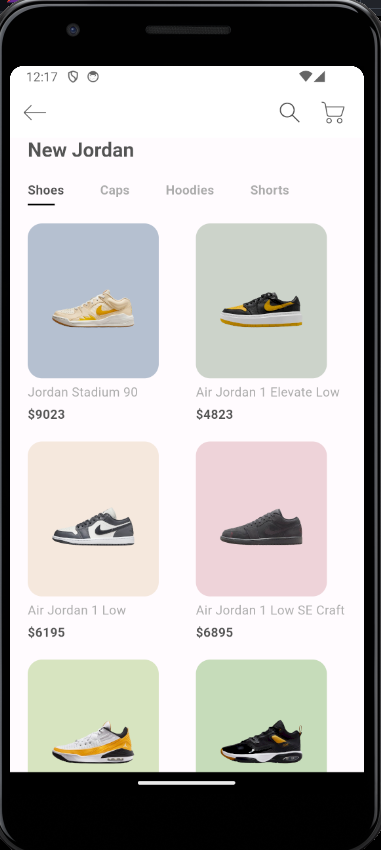 12:17
New Jordan
Shoes Caps Hoodies Shorts
Jordan Stadium 90 Air Jordan 1 Elevate Low
$9023 $4823
Air Jordan 1 Low Air Jordan 1 Low SE Craft
$6195 $6895